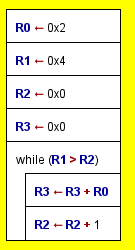 R0 ← 0x2
R1 ← 0x4
R2 ← 0x0
R3 ← 0x0
while (R1 > R2)
R3 ← R3 + R0
R2 ← R2 + 1